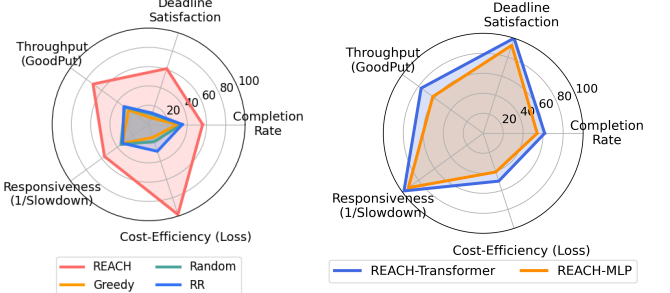 Deadline
Satisfaction
Throughput
(GoodPut)
20
40
60
80
100
Completion
Rate
Responsiveness
(1/Slowdown)
Cost-Efficiency (Loss)
REACH
Random
Greedy
RR
Deadline
Satisfaction
Throughput
(GoodPut)
20
40
60
80
100
Completion
Rate
Responsiveness
(1/Slowdown)
Cost-Efficiency (Loss)
REACH-Transformer
REACH-MLP